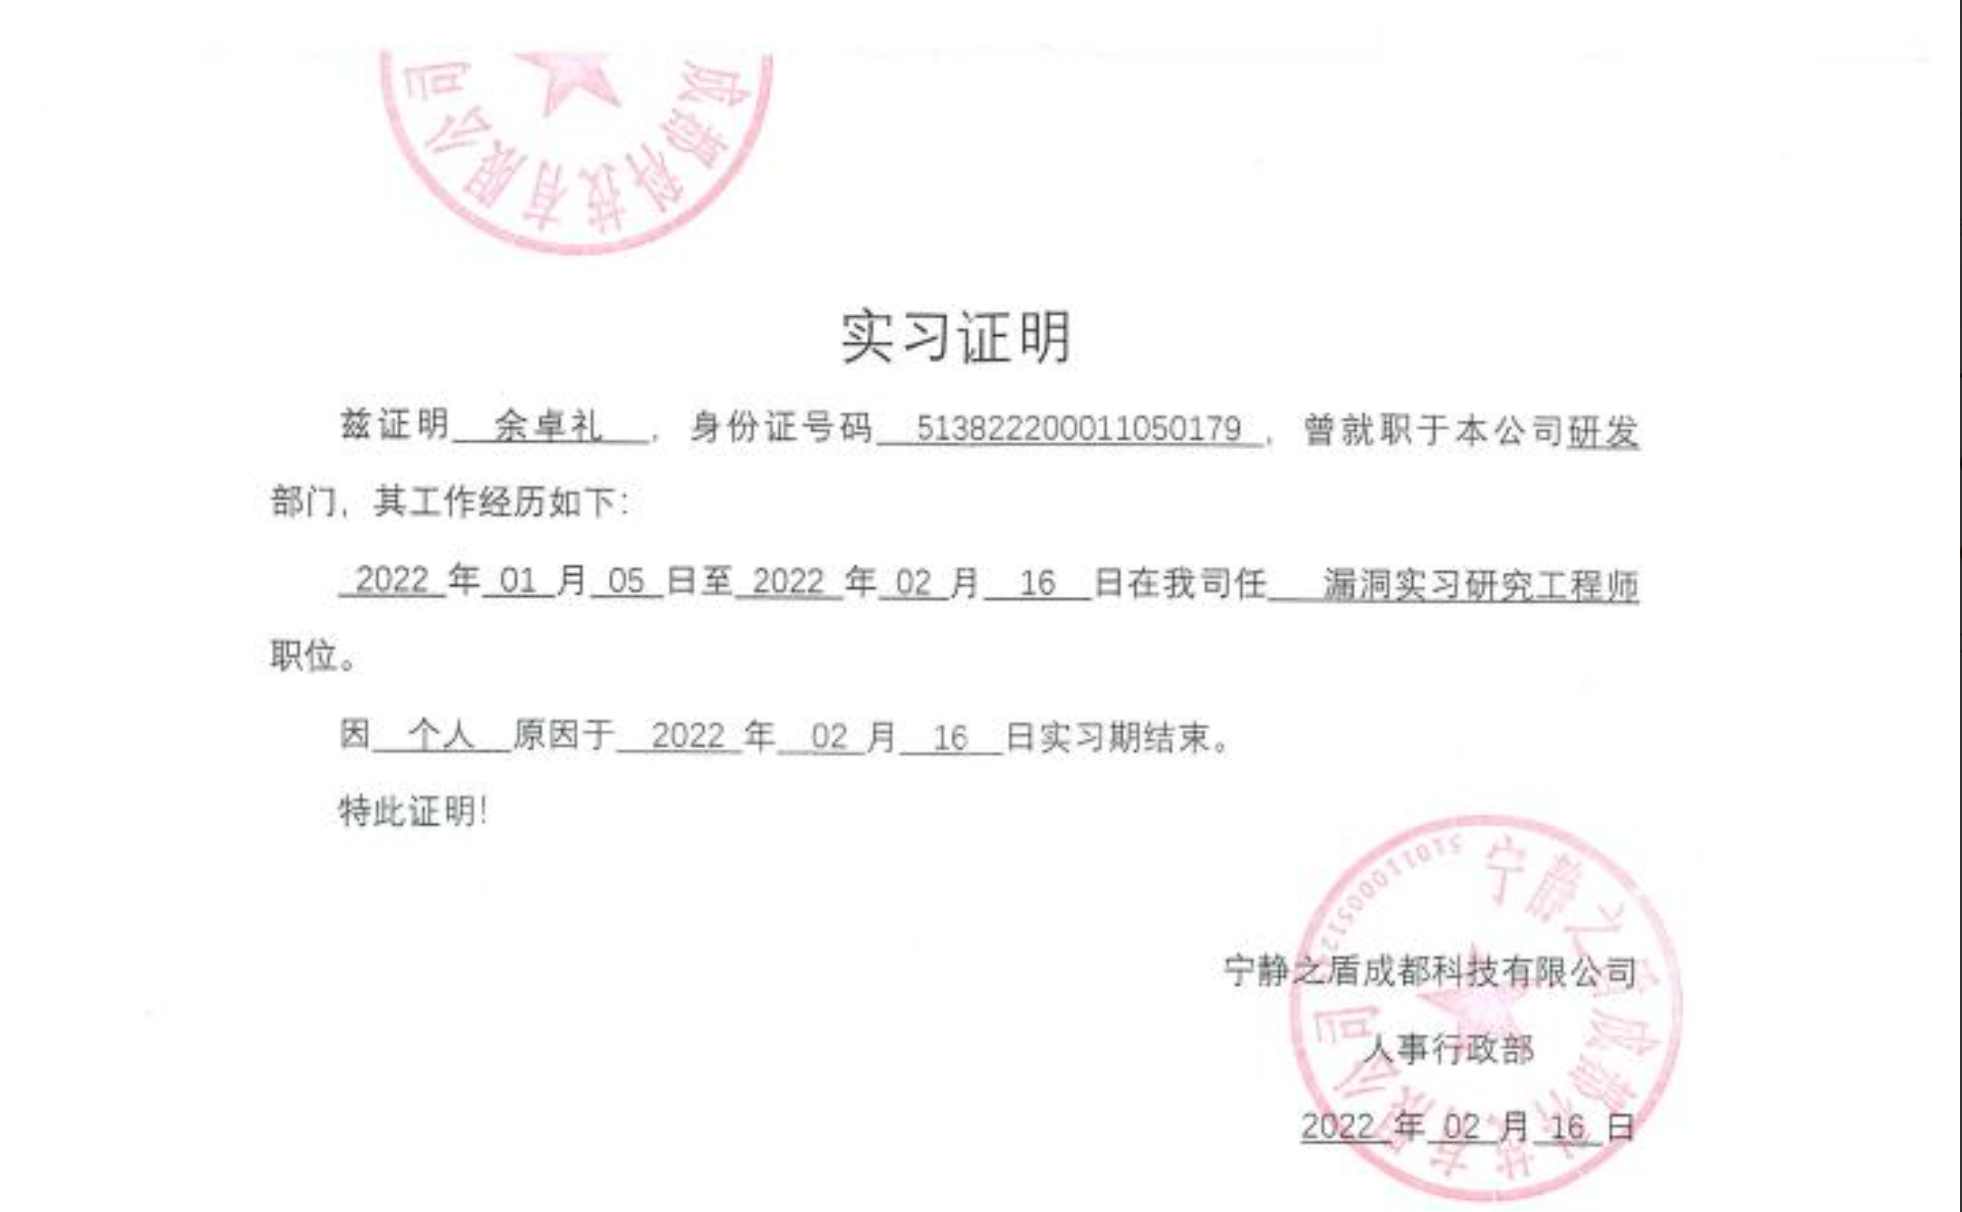 成都科技有限公司
实习证明
兹证明 余卓礼 ，身份证号码 513822200011050179 ，曾就职于本公司研发
部门，其工作经历如下：
2022 年 01 月 05 日至 2022 年 02 月 16 日在我司任 漏洞实习研究工程师
职位。
因 个人 原因于 2022 年 02 月 16 日实习期结束。
特此证明！
宁静之盾成都科技有限公司
宁静之盾成都科技有限公司
人事行政部
2022 年 02 月 16 日